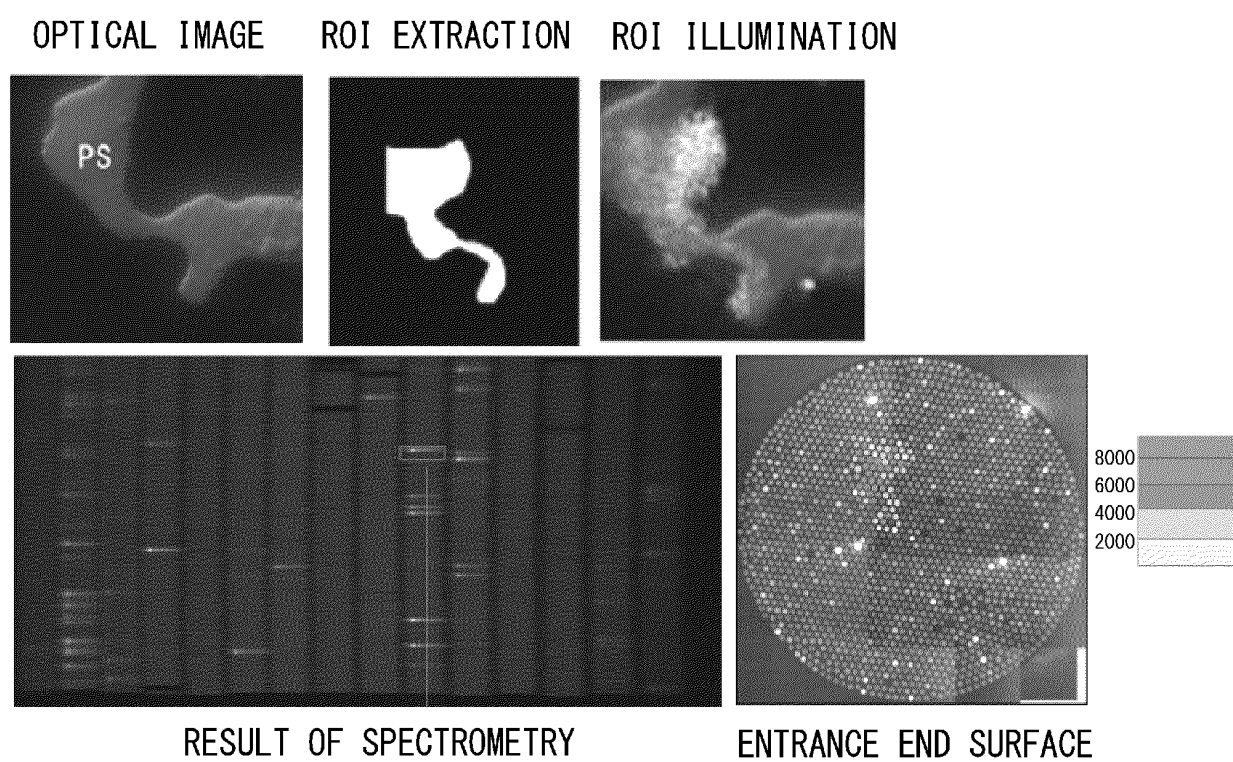 OPTICAL IMAGE
ROI EXTRACTION
ROI ILLUMINATION
PS
8000
6000
4000
2000
RESULT OF SPECTROMETRY
ENTRANCE END SURFACE